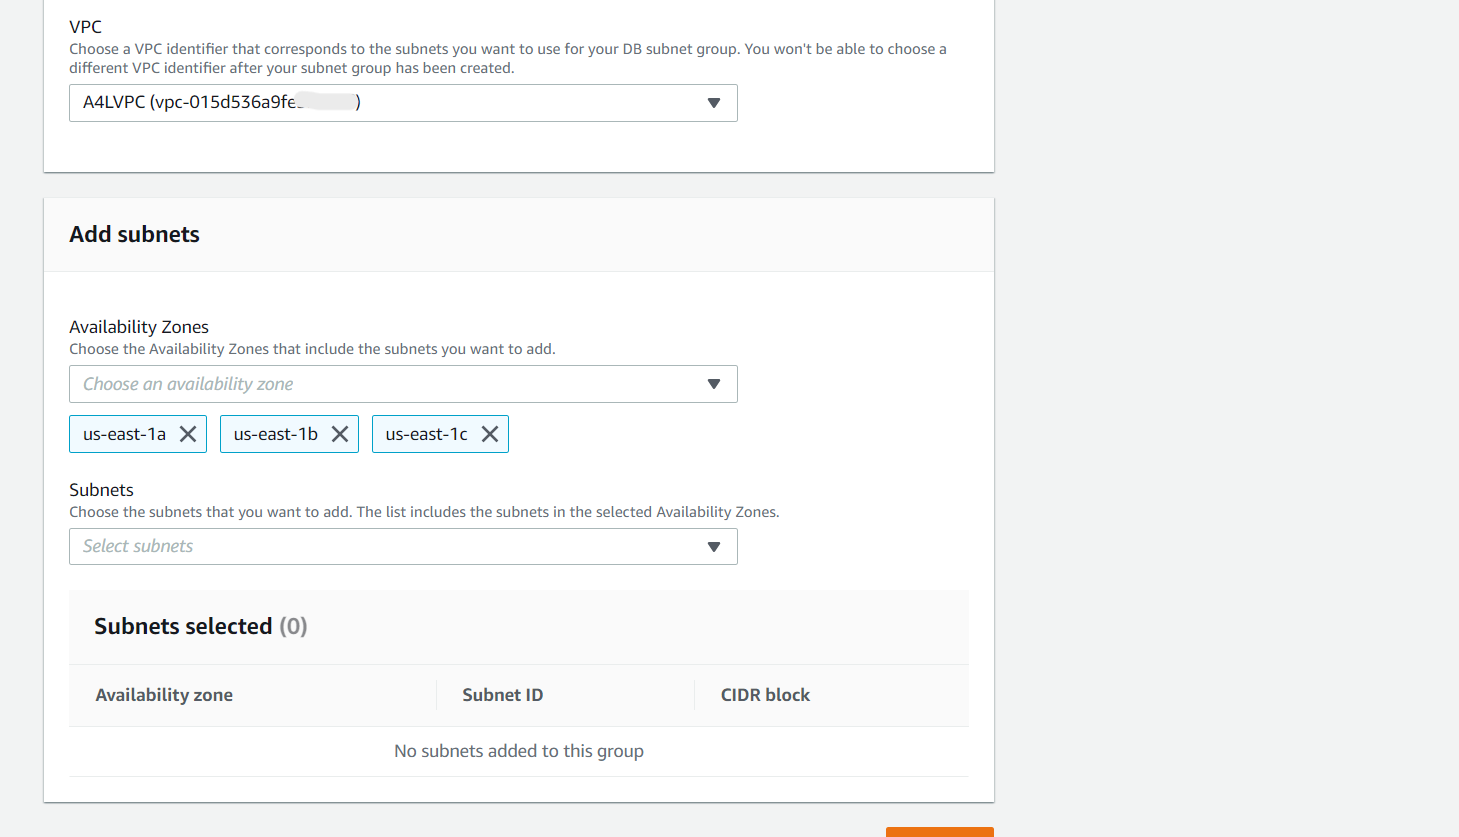 VPC
Choose a VPC identifier that corresponds to the subnets you want to use for your DB subnet group. You won't be able to choose a
different VPC identifier after your subnet group has been created.
A4LVPC (vpc-015d536a9fe )
Add subnets
Availability Zones
Choose the Availability Zones that include the subnets you want to add.
Choose an availability zone
us-east-1a us-east-1b us-east-1c
Subnets
Choose the subnets that you want to add. The list includes the subnets in the selected Availability Zones.
Select subnets
Subnets selected (0)
Availability zone Subnet ID CIDR block
No subnets added to this group